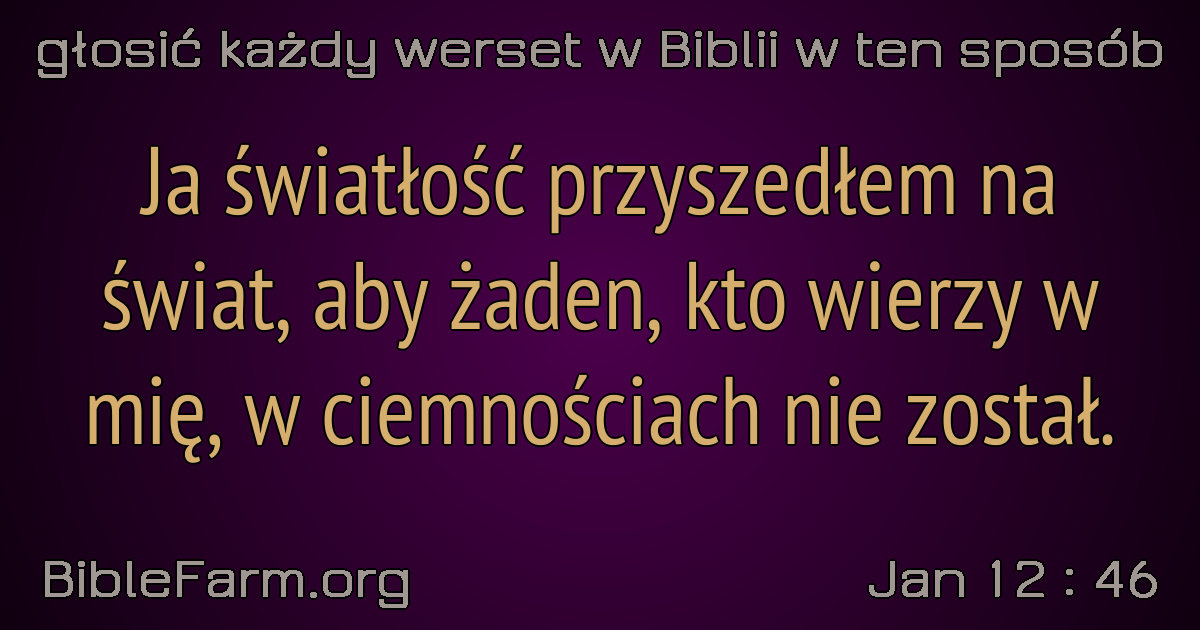 głosić każdy werset w Biblii w ten sposób
Ja światłość przyszedłem na
świat, aby żaden, kto wierzy w
mię, w ciemnościach nie został.
BibleFarm.org
Jan 12 : 46